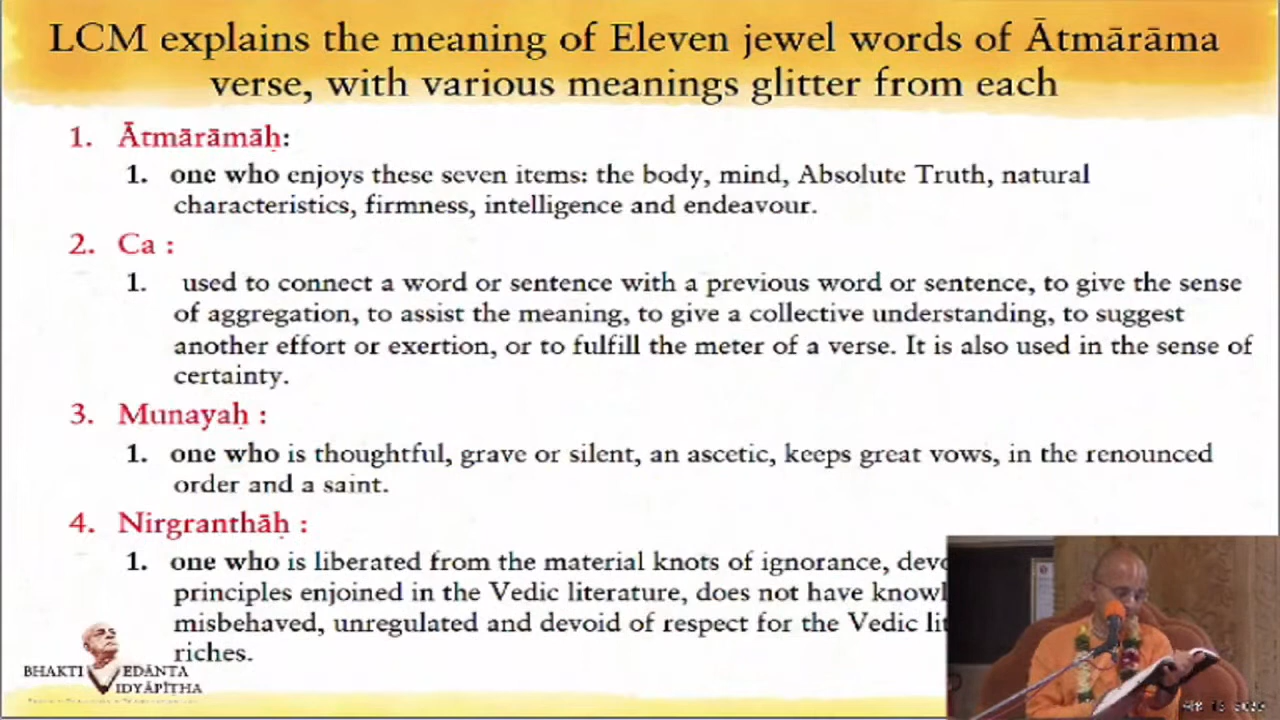 LCM explains the meaning of Eleven jewel words of Ātmārāma
verse, with various meanings glitter from each
1. Ātmārāmāḥ:
1. one who enjoys these seven items: the body, mind, Absolute Truth, natural
characteristics, firmness, intelligence and endeavour.
2. Ca :
1. used to connect a word or sentence with a previous word or sentence, to give the sense
of aggregation, to assist the meaning, to give a collective understanding, to suggest
another effort or exertion, or to fulfill the meter of a verse. It is also used in the sense of
certainty.
3. Munayaḥ :
1. one who is thoughtful, grave or silent, an ascetic, keeps great vows, in the renounced
order and a saint.
4. Nirgranthāḥ :
1. one who is liberated from the material knots of ignorance,
principles enjoined in the Vedic literature, does not have
misbehaved, unregulated and devoid of respect for the Vedic
riches.
BHAKTI VEDĀNTA
VIDYĀPĪṬHA